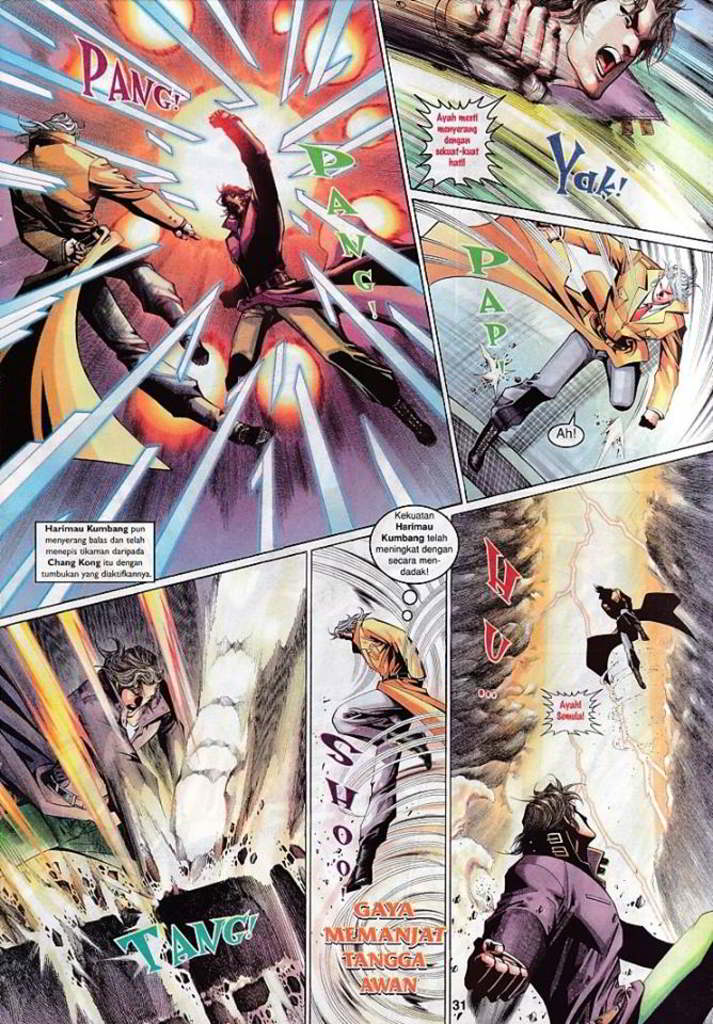 PANG!
PANG!
Harimau Kumbang pun
menyerang balas dan telah
menepis tikaman daripada
Chang Kong itu dengan
tumbukan yang diaktifkannya.
Ayah mesti
menyerang
dengan
sekuat-kuat
hati!
Yak!
PAP!
Ah!
TANG!
Kekuatan
Harimau
Kumbang telah
meningkat dengan
secara men-
dadak!
SHOO
GAYA
MEMANJAT
TANGGA
AWAN
HU...
Ayah!
31